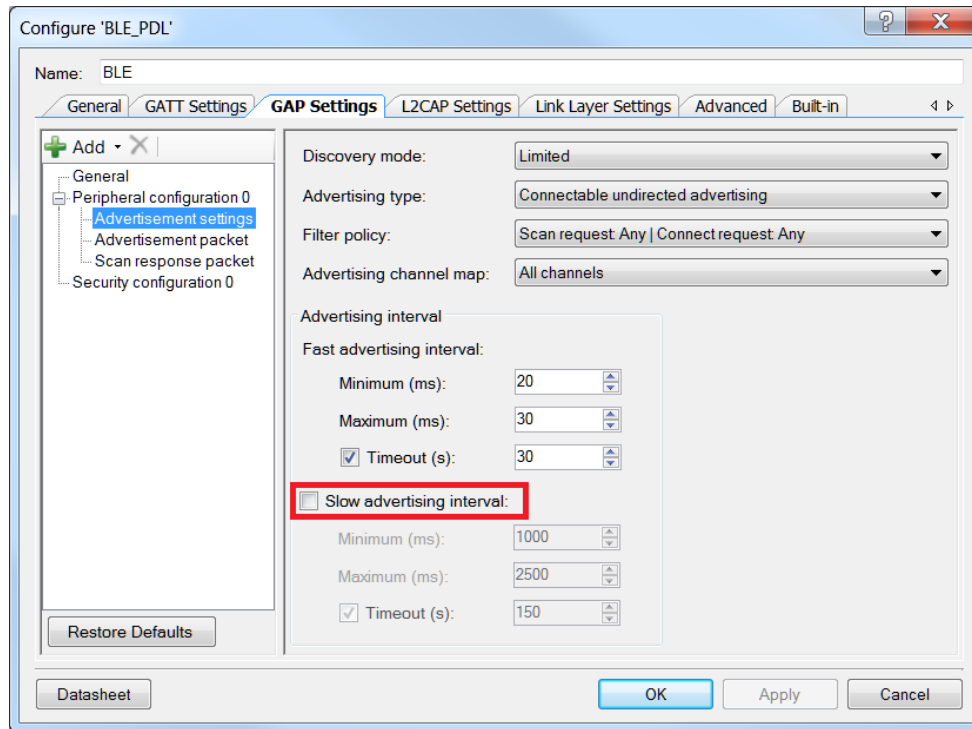 Configure 'BLE_PDL'
Name: BLE
General GATT Settings GAP Settings L2CAP Settings Link Layer Settings Advanced Built-in
Add
General
Peripheral configuration 0
Advertisement settings
Advertisement packet
Scan response packet
Security configuration 0
Restore Defaults
Discovery mode: Limited
Advertising type: Connectable undirected advertising
Filter policy: Scan request: Any | Connect request: Any
Advertising channel map: All channels
Advertising interval
Fast advertising interval:
Minimum (ms): 20
Maximum (ms): 30
Timeout (s): 30
Slow advertising interval:
Minimum (ms): 1000
Maximum (ms): 2500
Timeout (s): 150
Datasheet OK Apply Cancel